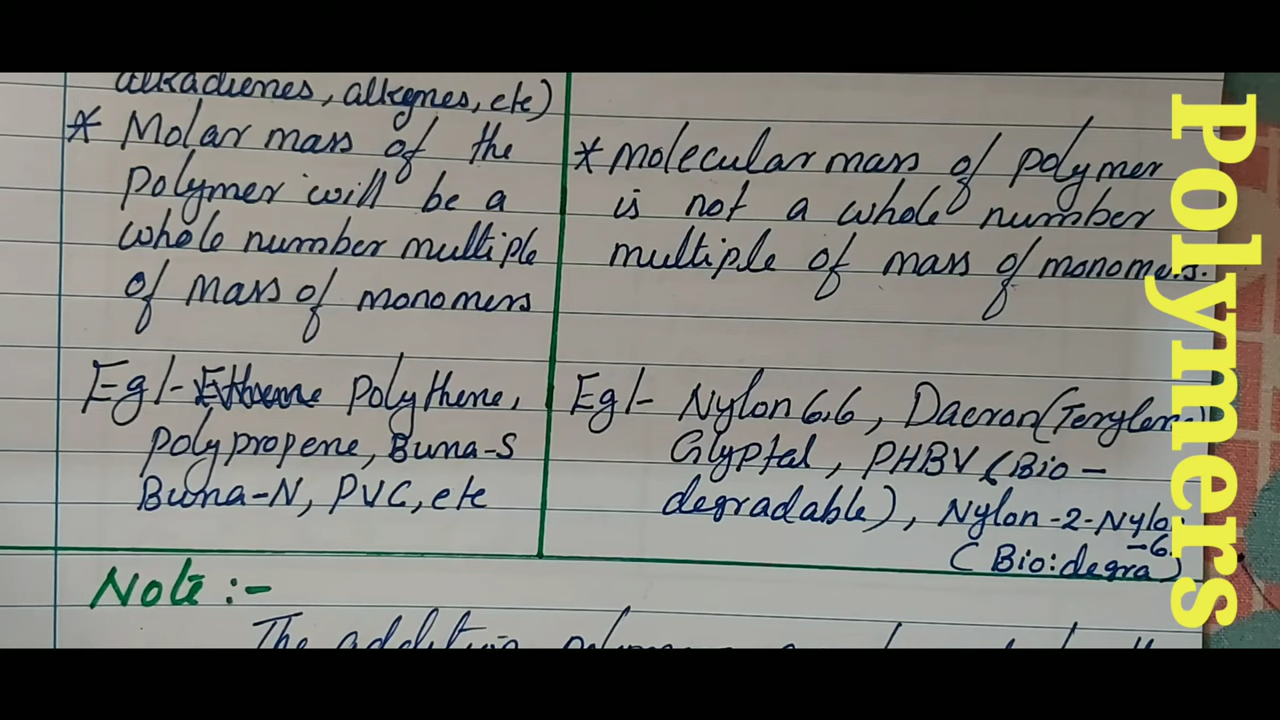 alkadienes, alkynes, etc)
* Molar mass of the
polymer will be a
whole number multiple
of mass of monomers
Eg/- Polythene,
polypropene, Buna-S
Buna-N, PVC, etc
* Molecular mass of polymer
is not a whole number
multiple of mass of monomers.
Eg/- Nylon 6.6, Dacron (Terylene)
Glyptal, PHBV (Bio-
degradable), Nylon-2-Nylon
-6
(Bio:degra)
Note:-
The addition
Polymers